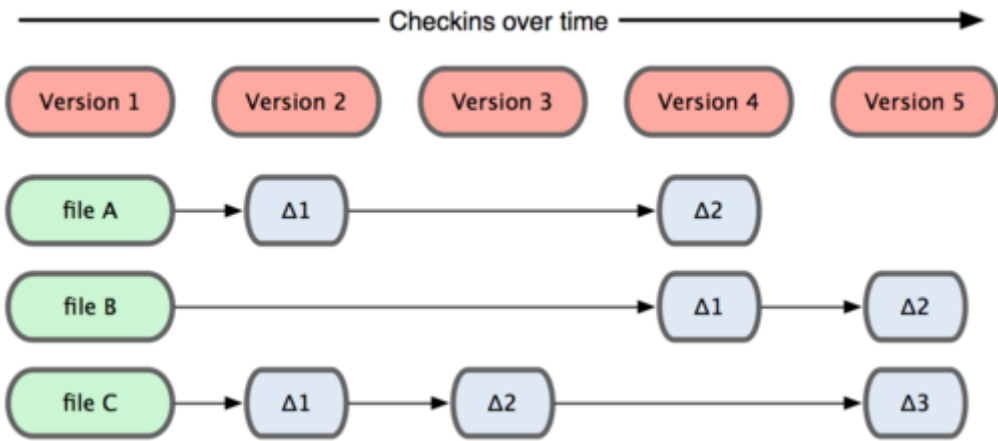 Checkins over time
Version 1 Version 2 Version 3 Version 4 Version 5
file A Δ1 Δ2
file B Δ1 Δ2
file C Δ1 Δ2 Δ3